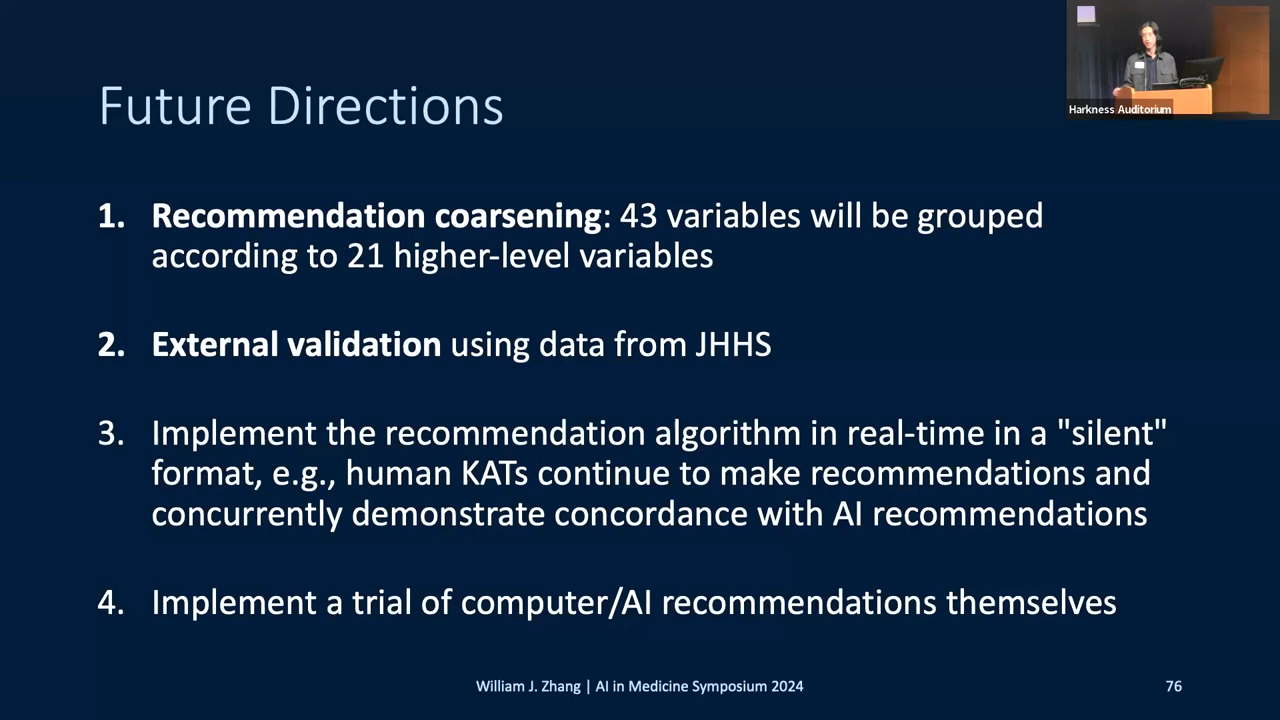 Harkness Auditorium
Future Directions
1. Recommendation coarsening: 43 variables will be grouped
according to 21 higher-level variables
2. External validation using data from JHHS
3. Implement the recommendation algorithm in real-time in a "silent"
format, e.g., human KATs continue to make recommendations and
concurrently demonstrate concordance with AI recommendations
4. Implement a trial of computer/AI recommendations themselves
William J. Zhang | AI in Medicine Symposium 2024
76